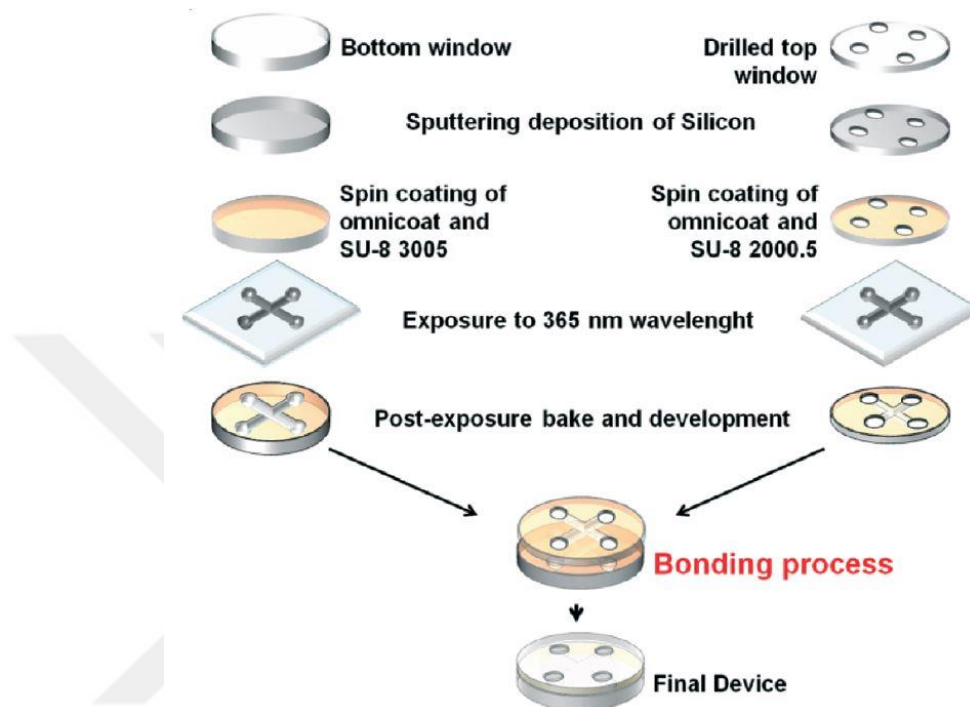 Bottom window
Drilled top
window
Sputtering deposition of Silicon
Spin coating of
omnicoat and
SU-8 3005
Spin coating of
omnicoat and
SU-8 2000.5
Exposure to 365 nm wavelenght
Post-exposure bake and development
Bonding process
Final Device